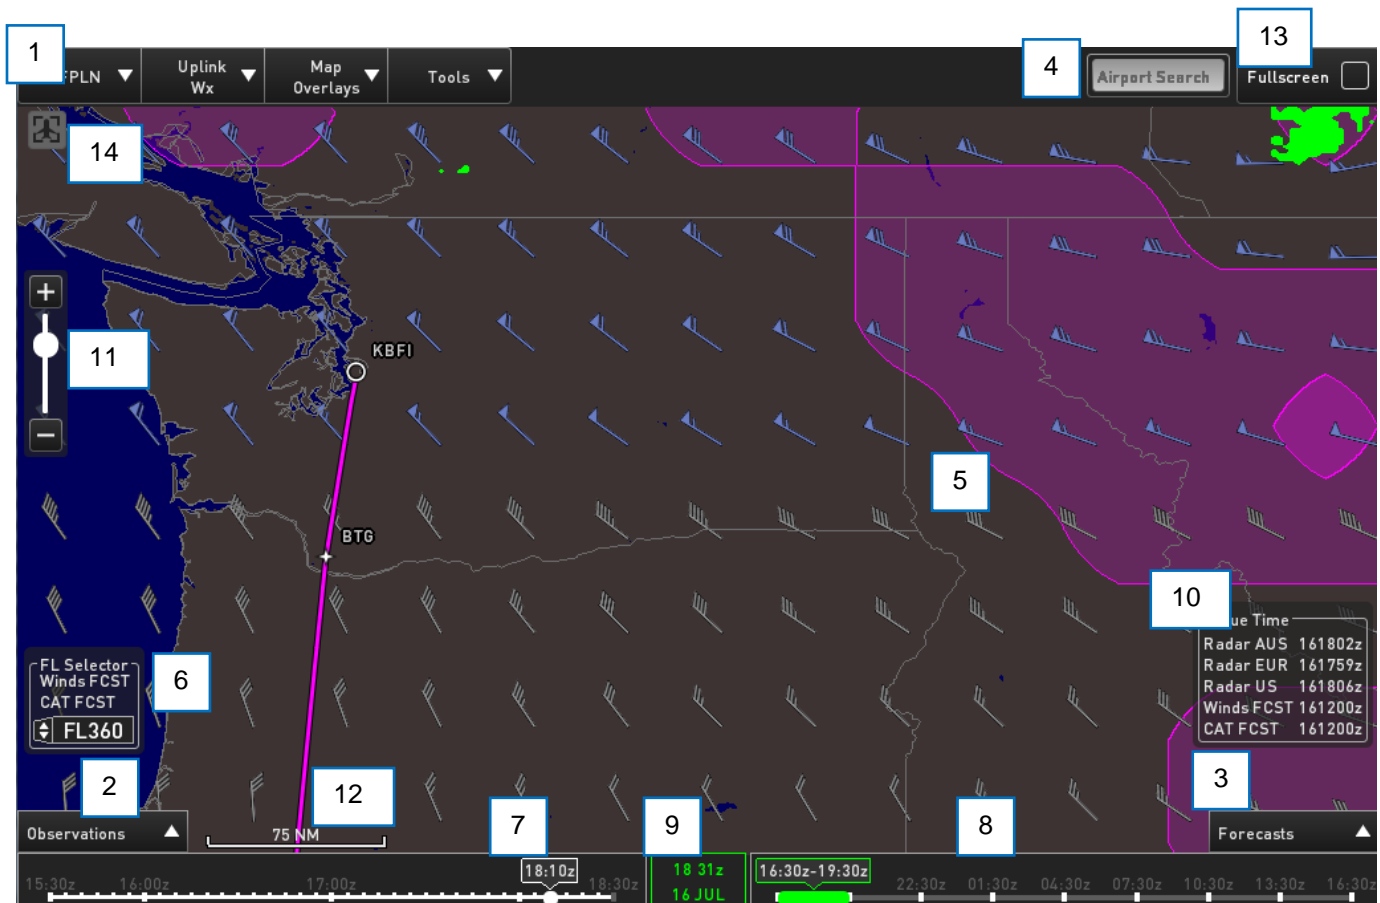 1
4
13
FPLN
Uplink
Wx
Map
Overlays
Tools
Airport Search
Fullscreen
14
11
KBFI
5
BTG
10
ue Time
Radar AUS 161802z
Radar EUR 161759z
Radar US 161806z
Winds FCST 161200z
CAT FCST 161200z
FL Selector
Winds FCST
CAT FCST
FL360
6
2
12
7
9
8
3
Observations
75 NM
Forecasts
15:30z
16:00z
17:00z
18:10z
18:30z
18 31z
16 JUL
16:30z-19:30z
22:30z
01:30z
04:30z
07:30z
10:30z
13:30z
16:30z